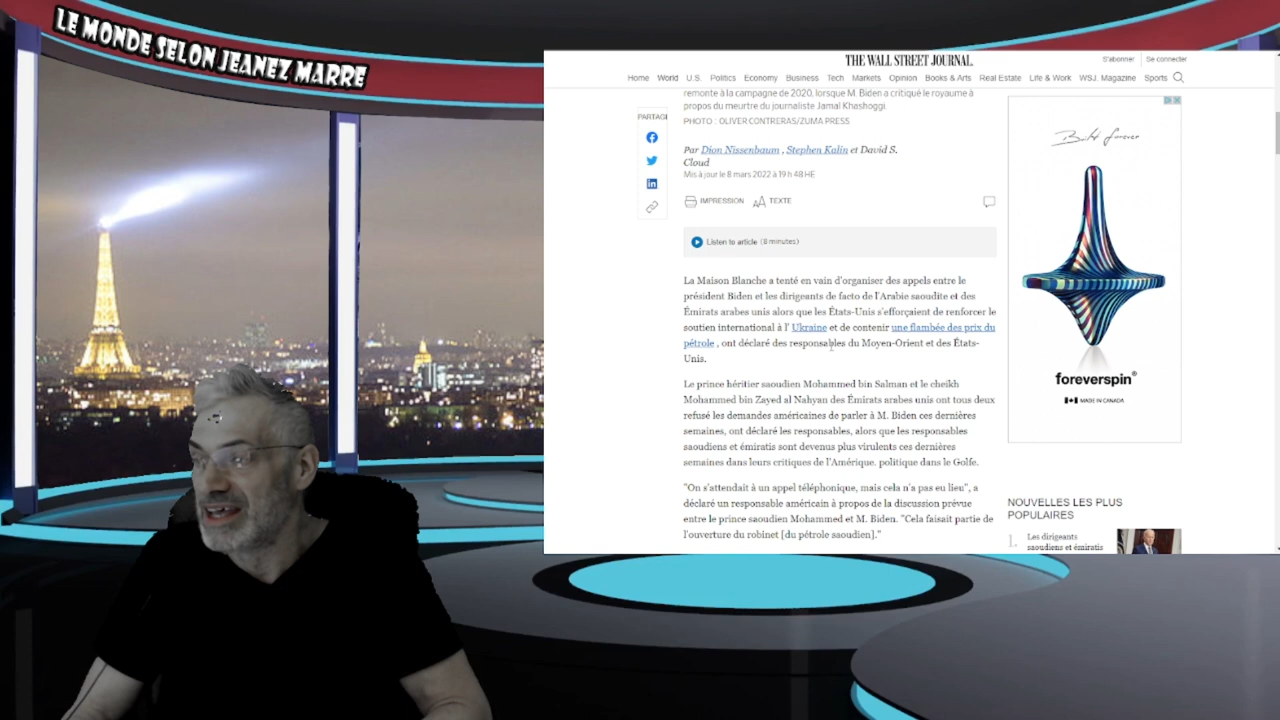 LE MONDE SELON JEANEZ MARRE
THE WALL STREET JOURNAL.
S'abonner
Se connecter
Home World U.S. Politics Economy Business Tech Markets Opinion Books & Arts Real Estate Life & Work WSJ. Magazine Sports
remonte à la campagne de 2020, lorsque M. Biden a critiqué le royaume à
propos du meurtre du journaliste Jamal Khashoggi.
PHOTO : OLIVER CONTRERAS/ZUMA PRESS
PARTAGI
Par Dion Nissenbaum , Stephen Kalin et David S.
Cloud
Mis à jour le 8 mars 2022 à 19 h 48 HE
IMPRESSION
AA TEXTE
Listen to article (8 minutes)
La Maison Blanche a tenté en vain d'organiser des appels entre le
président Biden et les dirigeants de facto de l'Arabie saoudite et des
Émirats arabes unis alors que les États-Unis s'efforçaient de renforcer le
soutien international à l' Ukraine et de contenir une flambée des prix du
pétrole , ont déclaré des responsables du Moyen-Orient et des États-
Unis.
Le prince héritier saoudien Mohammed bin Salman et le cheikh
Mohammed bin Zayed al Nahyan des Émirats arabes unis ont tous deux
refusé les demandes américaines de parler à M. Biden ces dernières
semaines, ont déclaré les responsables, alors que les responsables
saoudiens et émiratis sont devenus plus virulents ces dernières
semaines dans leurs critiques de l'Amérique. politique dans le Golfe.
"On s'attendait à un appel téléphonique, mais cela n'a pas eu lieu", a
déclaré un responsable américain à propos de la discussion prévue
entre le prince saoudien Mohammed et M. Biden. "Cela faisait partie de
l'ouverture du robinet [du pétrole saoudien]."
Built forever
foreverspin®
MADE IN CANADA
NOUVELLES LES PLUS
POPULAIRES
1.
Les dirigeants
saoudiens et émiratis